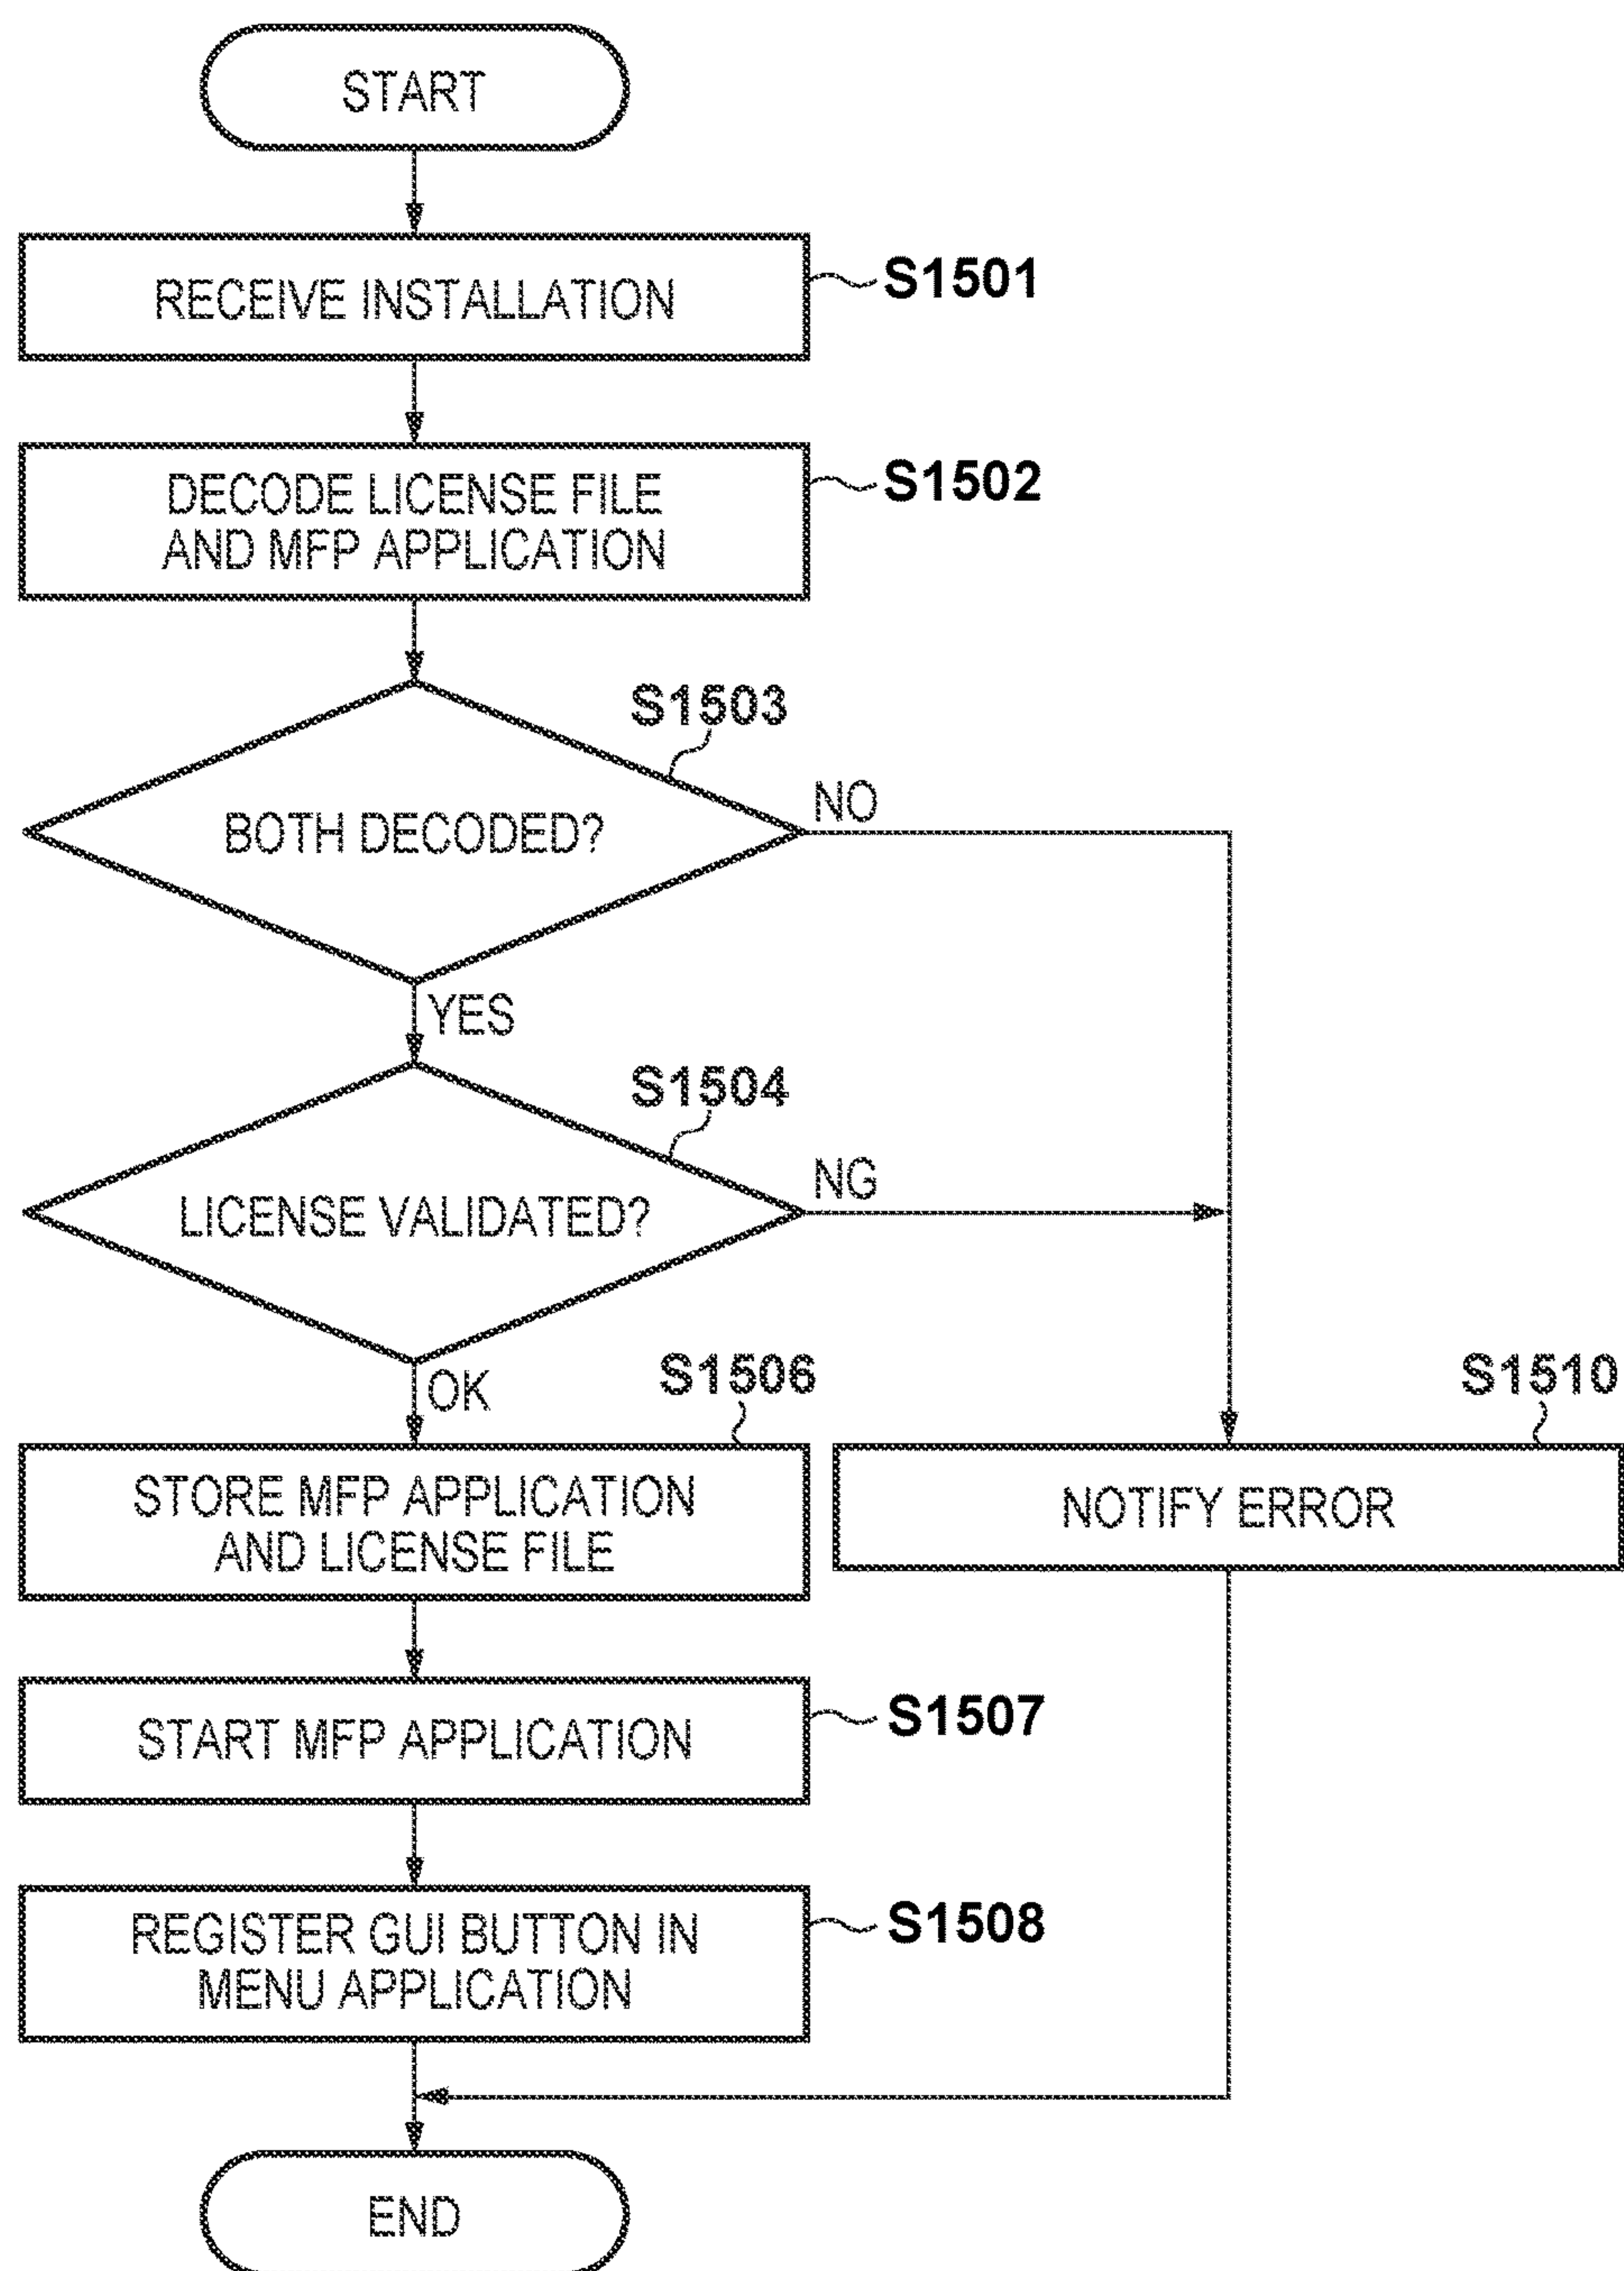 START
RECEIVE INSTALLATION
S1501
DECODE LICENSE FILE
AND MFP APPLICATION
S1502
S1503
BOTH DECODED?
NO
YES
S1504
LICENSE VALIDATED?
NG
OK
S1506
STORE MFP APPLICATION
AND LICENSE FILE
S1510
NOTIFY ERROR
START MFP APPLICATION
S1507
REGISTER GUI BUTTON IN
MENU APPLICATION
S1508
END